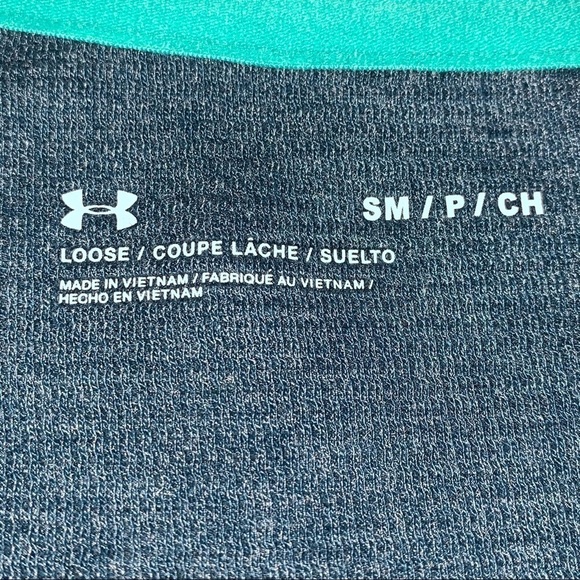 SM / P / CH
LOOSE / COUPE LÂCHE / SUELTO
MADE IN VIETNAM / FABRIQUÉ AU VIETNAM /
HECHO EN VIETNAM